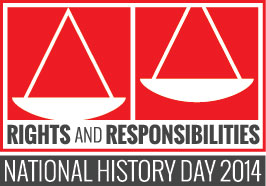 RIGHTS AND RESPONSIBILITIES
NATIONAL HISTORY DAY 2014